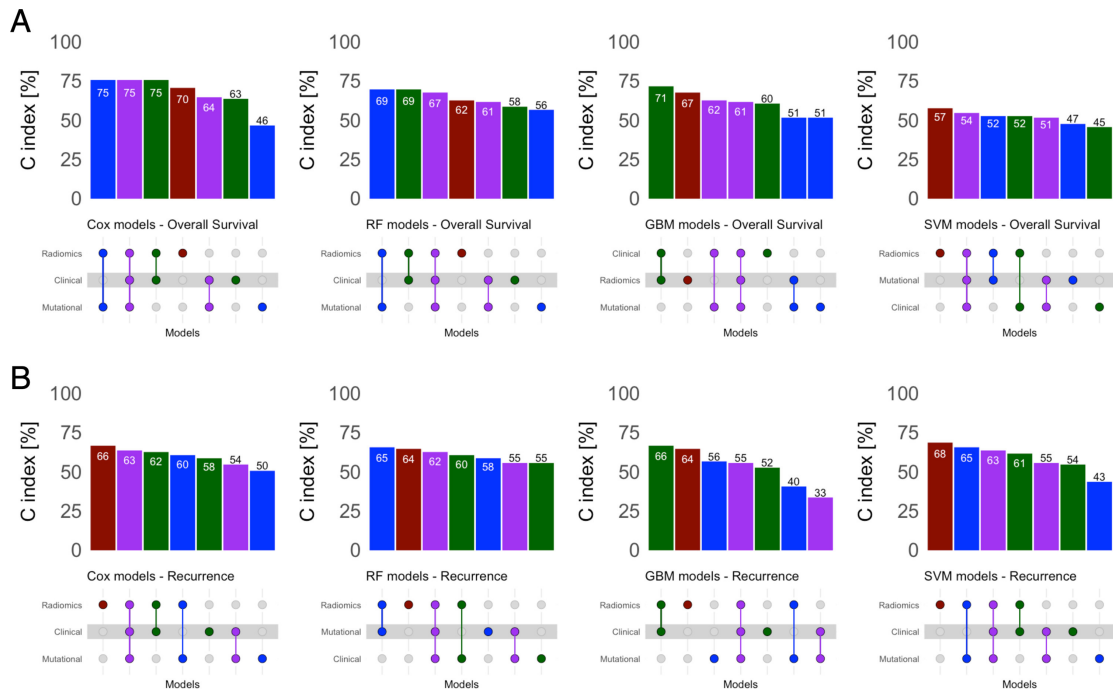 A
C index [%]
100
75
50
25
0
75 75 75 70 64 63 46
Cox models - Overall Survival
Radiomics
Clinical
Mutational
Models
C index [%]
100
75
50
25
0
69 69 67 62 61 58 56
RF models - Overall Survival
Radiomics
Clinical
Mutational
Models
C index [%]
100
75
50
25
0
71 67 62 61 60 51 51
GBM models - Overall Survival
Clinical
Radiomics
Mutational
Models
C index [%]
100
75
50
25
0
57 54 52 52 51 47 45
SVM models - Overall Survival
Radiomics
Mutational
Clinical
Models
B
C index [%]
100
75
50
25
0
66 63 62 60 58 54 50
Cox models - Recurrence
Radiomics
Clinical
Mutational
Models
C index [%]
100
75
50
25
0
65 64 62 60 58 55 55
RF models - Recurrence
Radiomics
Mutational
Clinical
Models
C index [%]
100
75
50
25
0
66 64 56 55 52 40 33
GBM models - Recurrence
Radiomics
Clinical
Mutational
Models
C index [%]
100
75
50
25
0
68 65 63 61 55 54 43
SVM models - Recurrence
Radiomics
Clinical
Mutational
Models